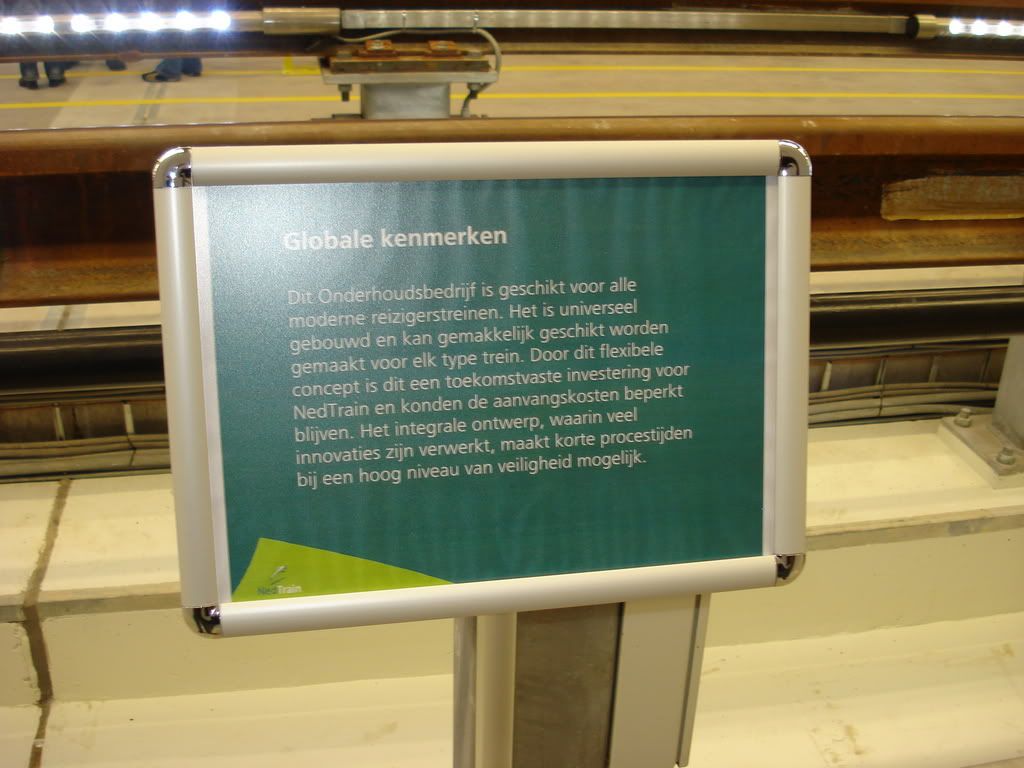 Globale kenmerken
Dit Onderhoudsbedrijf is geschikt voor alle
moderne reizigerstreinen. Het is universeel
gebouwd en kan gemakkelijk geschikt worden
gemaakt voor elk type trein. Door dit flexibele
concept is dit een toekomstvaste investering voor
NedTrain en konden de aanvangskosten beperkt
blijven. Het integrale ontwerp, waarin veel
innovaties zijn verwerkt, maakt korte procestijden
bij een hoog niveau van veiligheid mogelijk.
NedTrain